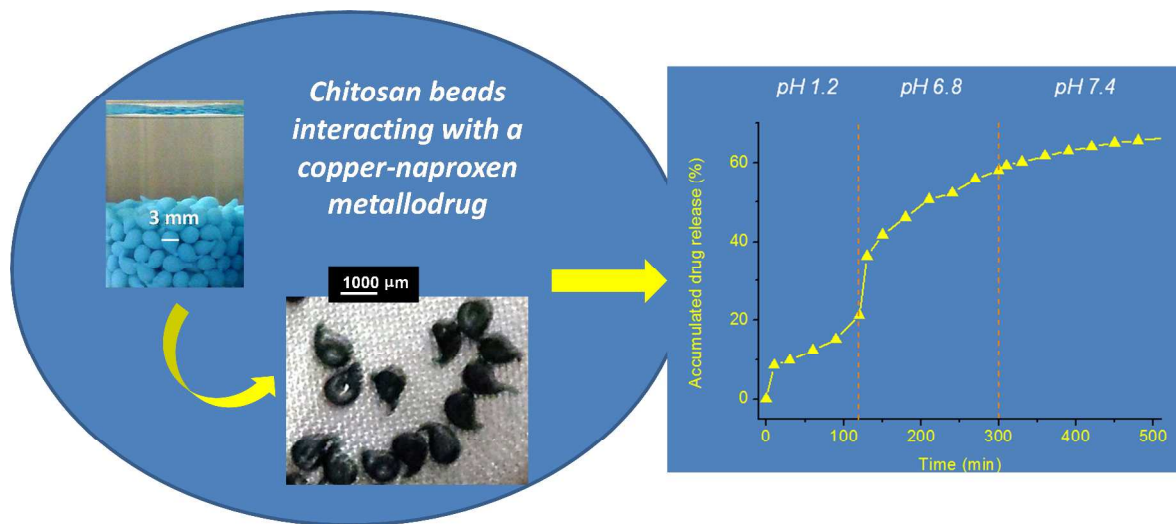 Chitosan beads
interacting with a
copper-naproxen
metallodrug
3 mm
1000 µm
pH 1.2
pH 6.8
pH 7.4
Accumulated drug release (%)
60
40
20
0
0
100
200
300
400
500
Time (min)